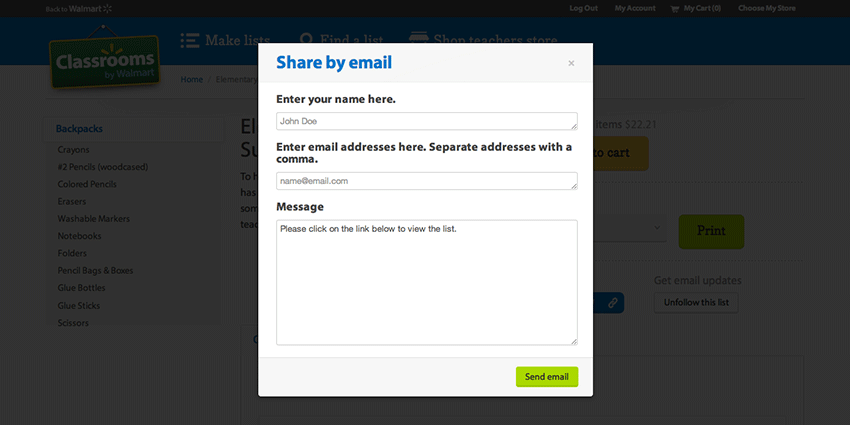 Back to Walmart
Log Out My Account My Cart (0) Choose My Store
Make lists Find a list Shop teachers store
Classrooms
by Walmart
Home / Elementary
Share by email
×
Enter your name here.
John Doe
Enter email addresses here. Separate addresses with a
comma.
name@email.com
Message
Please click on the link below to view the list.
Send email
Backpacks
Crayons
#2 Pencils (woodcased)
Colored Pencils
Erasers
Washable Markers
Notebooks
Folders
Pencil Bags & Boxes
Glue Bottles
Glue Sticks
Scissors
To h
has
som
teac
items $22.21
to cart
Print
Get email updates
Unfollow this list